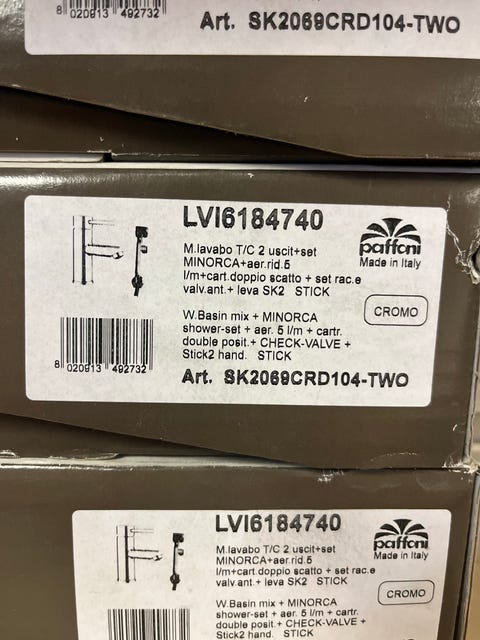 8 020913 492732
Art. SK2069CRD104-TWO
LVI6184740
M.lavabo T/C 2 uscit+set
MINORCA+aer.rid.5
l/m+cart.doppio scatto + set rac.e
valv.ant.+ leva SK2 STICK
paffoni
Made in Italy
W.Basin mix + MINORCA
shower-set + aer. 5 l/m + cartr.
double posit.+ CHECK-VALVE +
Stick2 hand. STICK
CROMO
8 020913 492732
Art. SK2069CRD104-TWO
LVI6184740
M.lavabo T/C 2 uscit+set
MINORCA+aer.rid.5
l/m+cart.doppio scatto + set rac.e
valv.ant.+ leva SK2 STICK
paffoni
Made in Italy
W.Basin mix + MINORCA
shower-set + aer. 5 l/m + cartr.
double posit.+ CHECK-VALVE +
Stick2 hand. STICK
CROMO